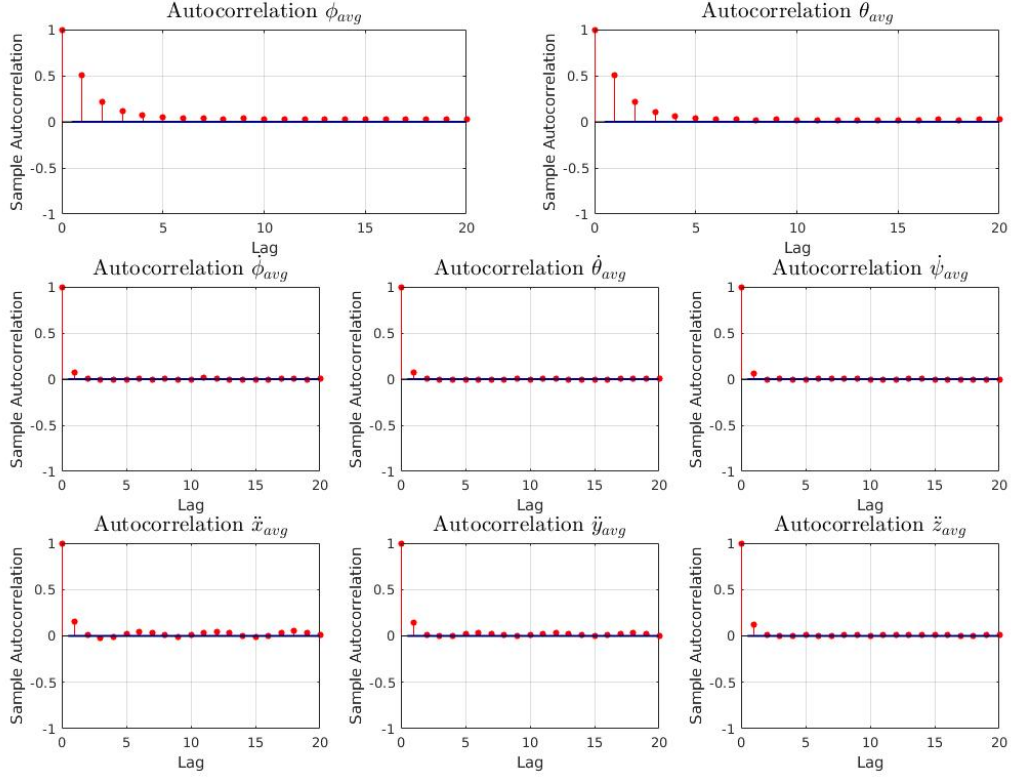 Autocorrelation ϕ_avg
Sample Autocorrelation
1
0.5
0
-0.5
-1
0 5 10 15 20
Lag
Autocorrelation θ_avg
Sample Autocorrelation
1
0.5
0
-0.5
-1
0 5 10 15 20
Lag
Autocorrelation ϕ̇_avg
Sample Autocorrelation
1
0.5
0
-0.5
-1
0 5 10 15 20
Lag
Autocorrelation θ̇_avg
Sample Autocorrelation
1
0.5
0
-0.5
-1
0 5 10 15 20
Lag
Autocorrelation ψ̇_avg
Sample Autocorrelation
1
0.5
0
-0.5
-1
0 5 10 15 20
Lag
Autocorrelation ẍ_avg
Sample Autocorrelation
1
0.5
0
-0.5
-1
0 5 10 15 20
Lag
Autocorrelation ÿ_avg
Sample Autocorrelation
1
0.5
0
-0.5
-1
0 5 10 15 20
Lag
Autocorrelation z̈_avg
Sample Autocorrelation
1
0.5
0
-0.5
-1
0 5 10 15 20
Lag